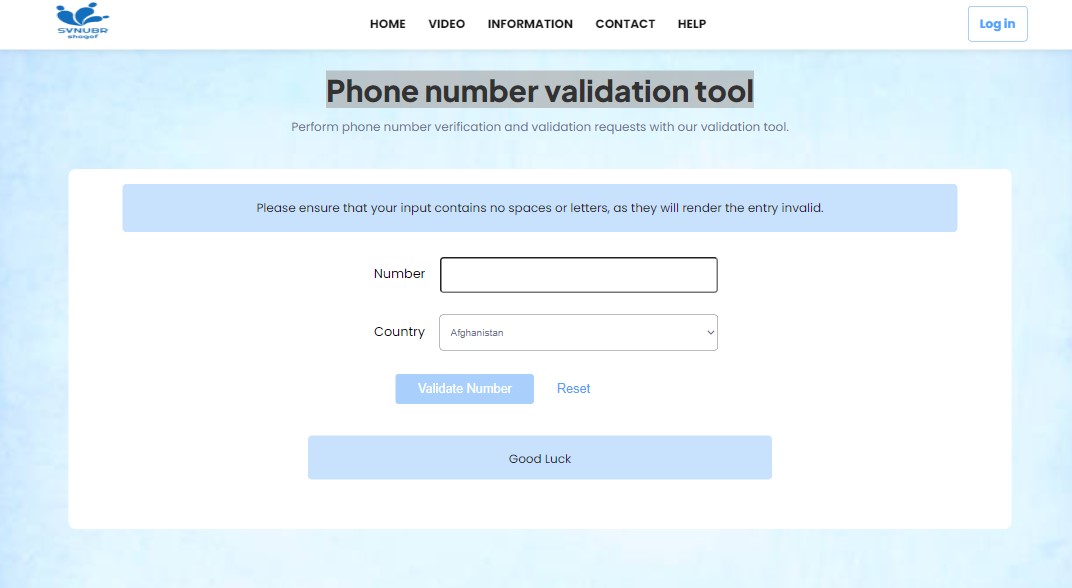 SVNUBR
shogof
HOME VIDEO INFORMATION CONTACT HELP
Log in
Phone number validation tool
Perform phone number verification and validation requests with our validation tool.
Please ensure that your input contains no spaces or letters, as they will render the entry invalid.
Number
Country Afghanistan
Validate Number Reset
Good Luck